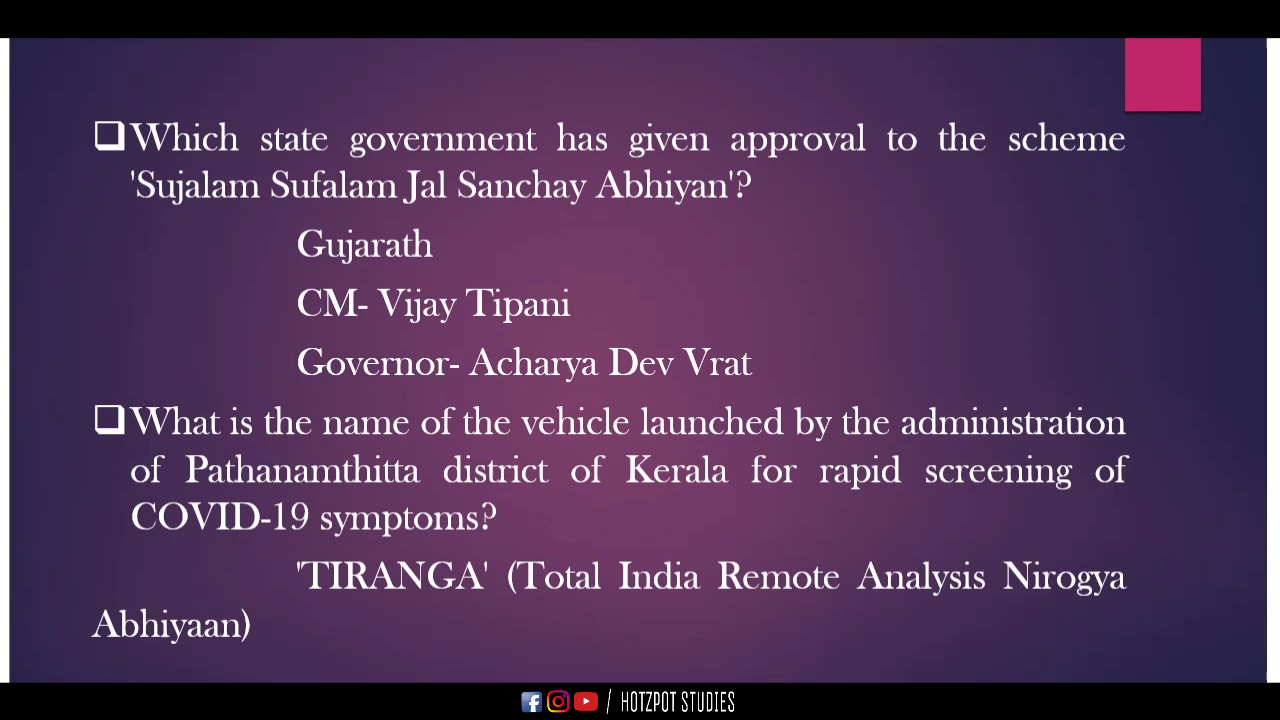 Which state government has given approval to the scheme
'Sujalam Sufalam Jal Sanchay Abhiyan'?
Gujarath
CM- Vijay Tipani
Governor- Acharya Dev Vrat
What is the name of the vehicle launched by the administration
of Pathanamthitta district of Kerala for rapid screening of
COVID-19 symptoms?
'TIRANGA' (Total India Remote Analysis Nirogya
Abhiyaan)
/ HOTZPOT STUDIES